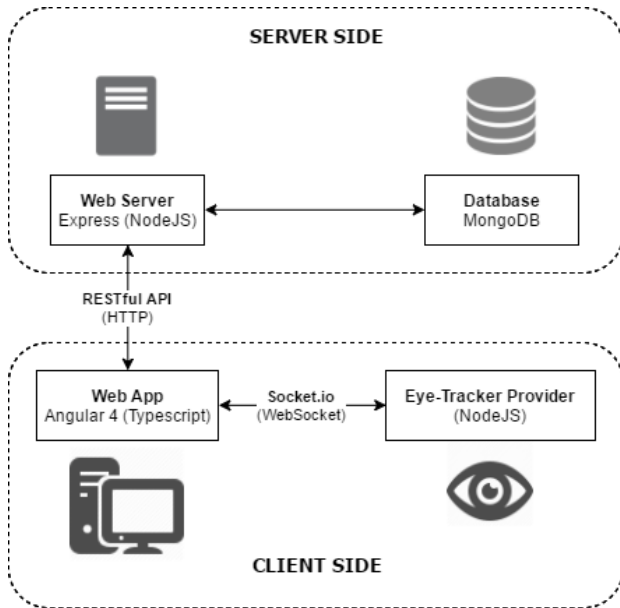 SERVER SIDE
Web Server
Express (NodeJS)
Database
MongoDB
RESTful API
(HTTP)
Web App
Angular 4 (Typescript)
Socket.io
(WebSocket)
Eye-Tracker Provider
(NodeJS)
CLIENT SIDE